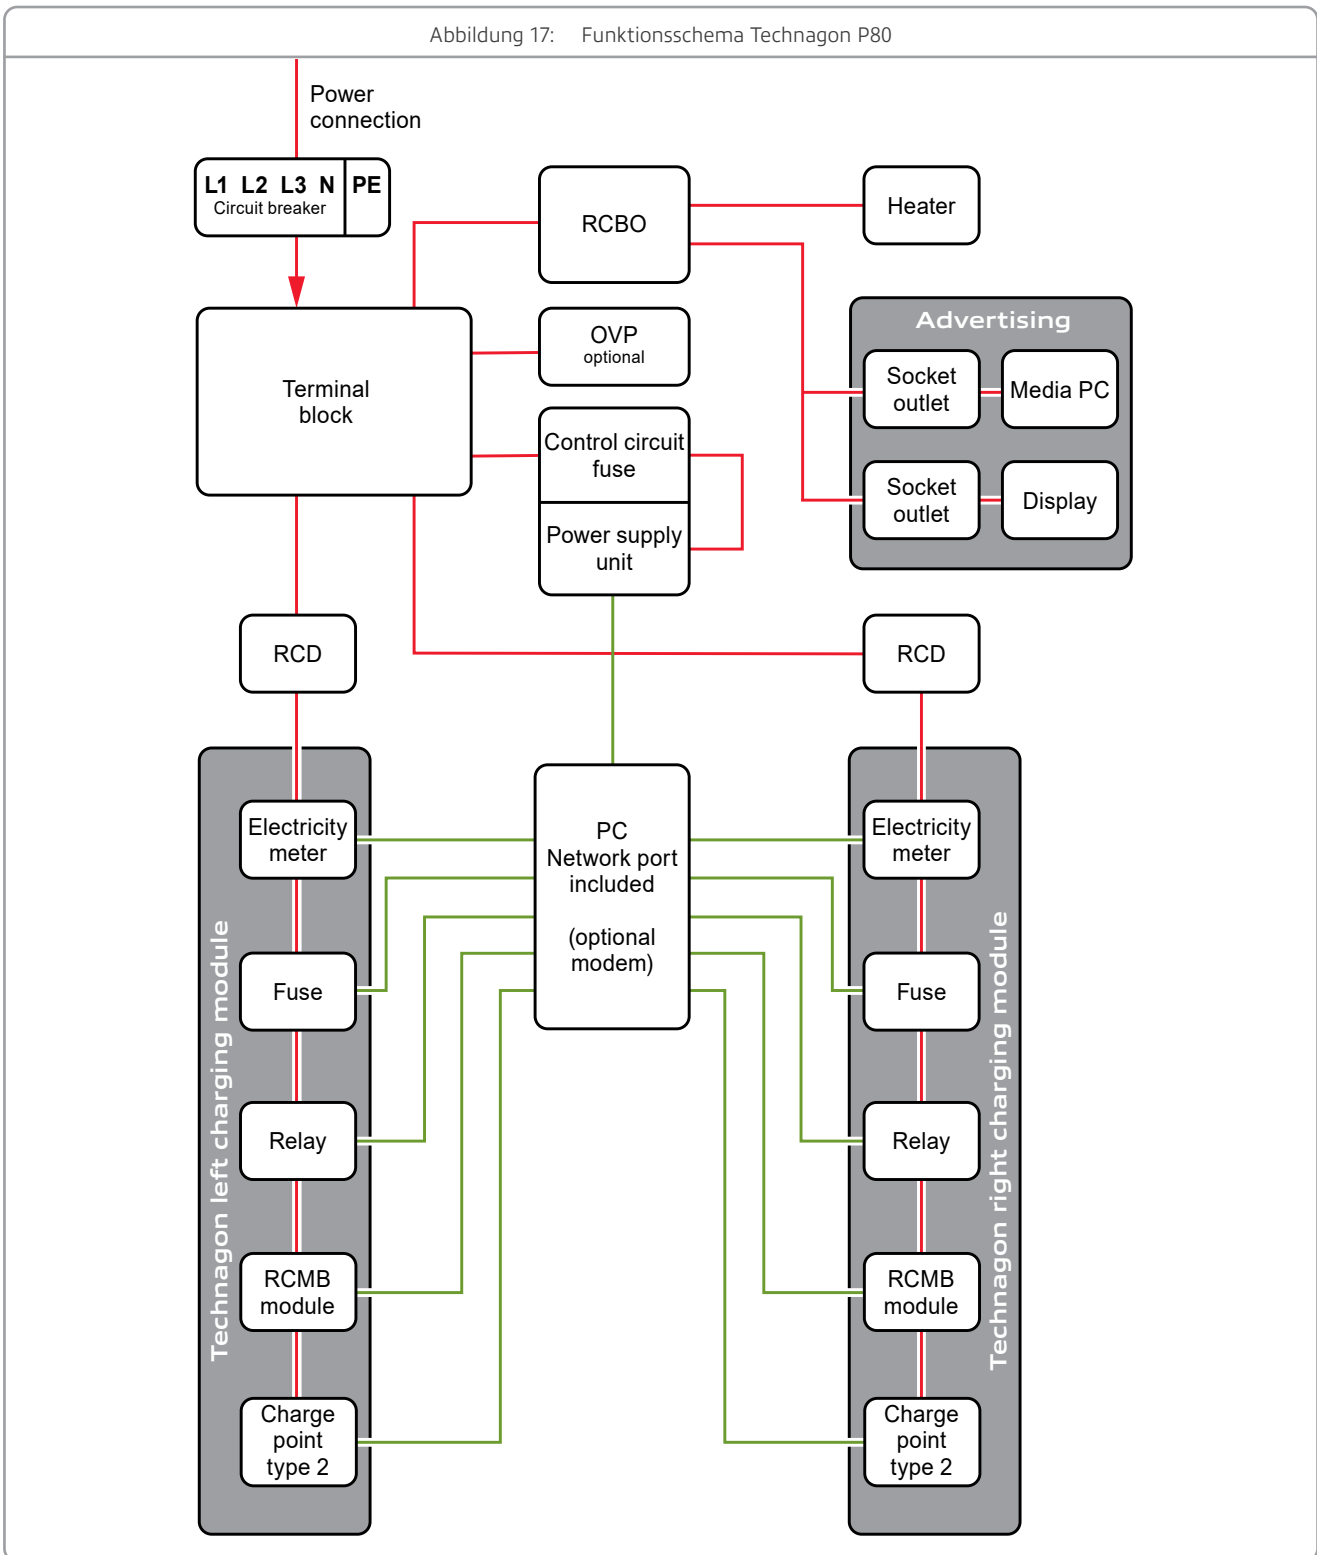 Abbildung 17: Funktionsschema Technagon P80
Power
connection
L1 L2 L3 N PE
Circuit breaker
RCBO
Heater
Terminal
block
OVP
optional
Control circuit
fuse
Power supply
unit
Advertising
Socket
outlet
Media PC
Socket
outlet
Display
RCD
RCD
Technagon left charging module
Electricity
meter
Fuse
Relay
RCMB
module
Charge
point
type 2
PC
Network port
included
(optional
modem)
Electricity
meter
Fuse
Relay
RCMB
module
Charge
point
type 2
Technagon right charging module